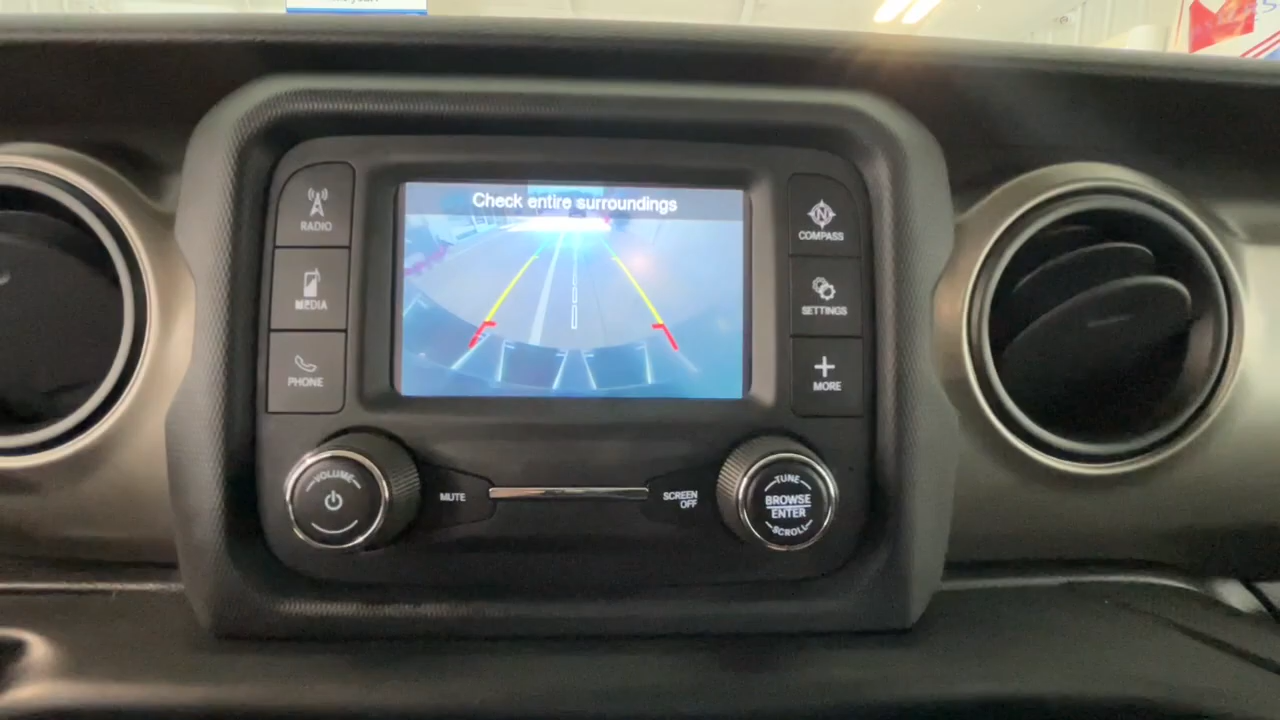 Check entire surroundings
RADIO
MEDIA
PHONE
N
COMPASS
SETTINGS
MORE
VOLUME
MUTE
SCREEN
OFF
TUNE
BROWSE
ENTER
SCROLL